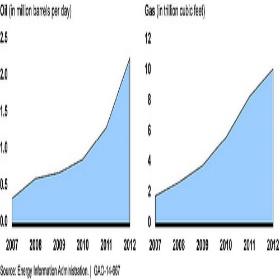 Oil (in million barrels per day)
2.5
2.0
1.5
1.0
0.5
0.0
2007 2008 2009 2010 2011 2012
Gas (in trillion cubic feet)
12
10
8
6
4
2
0
2007 2008 2009 2010 2011 2012
Source: Energy Information Administration. | GAO-14-667